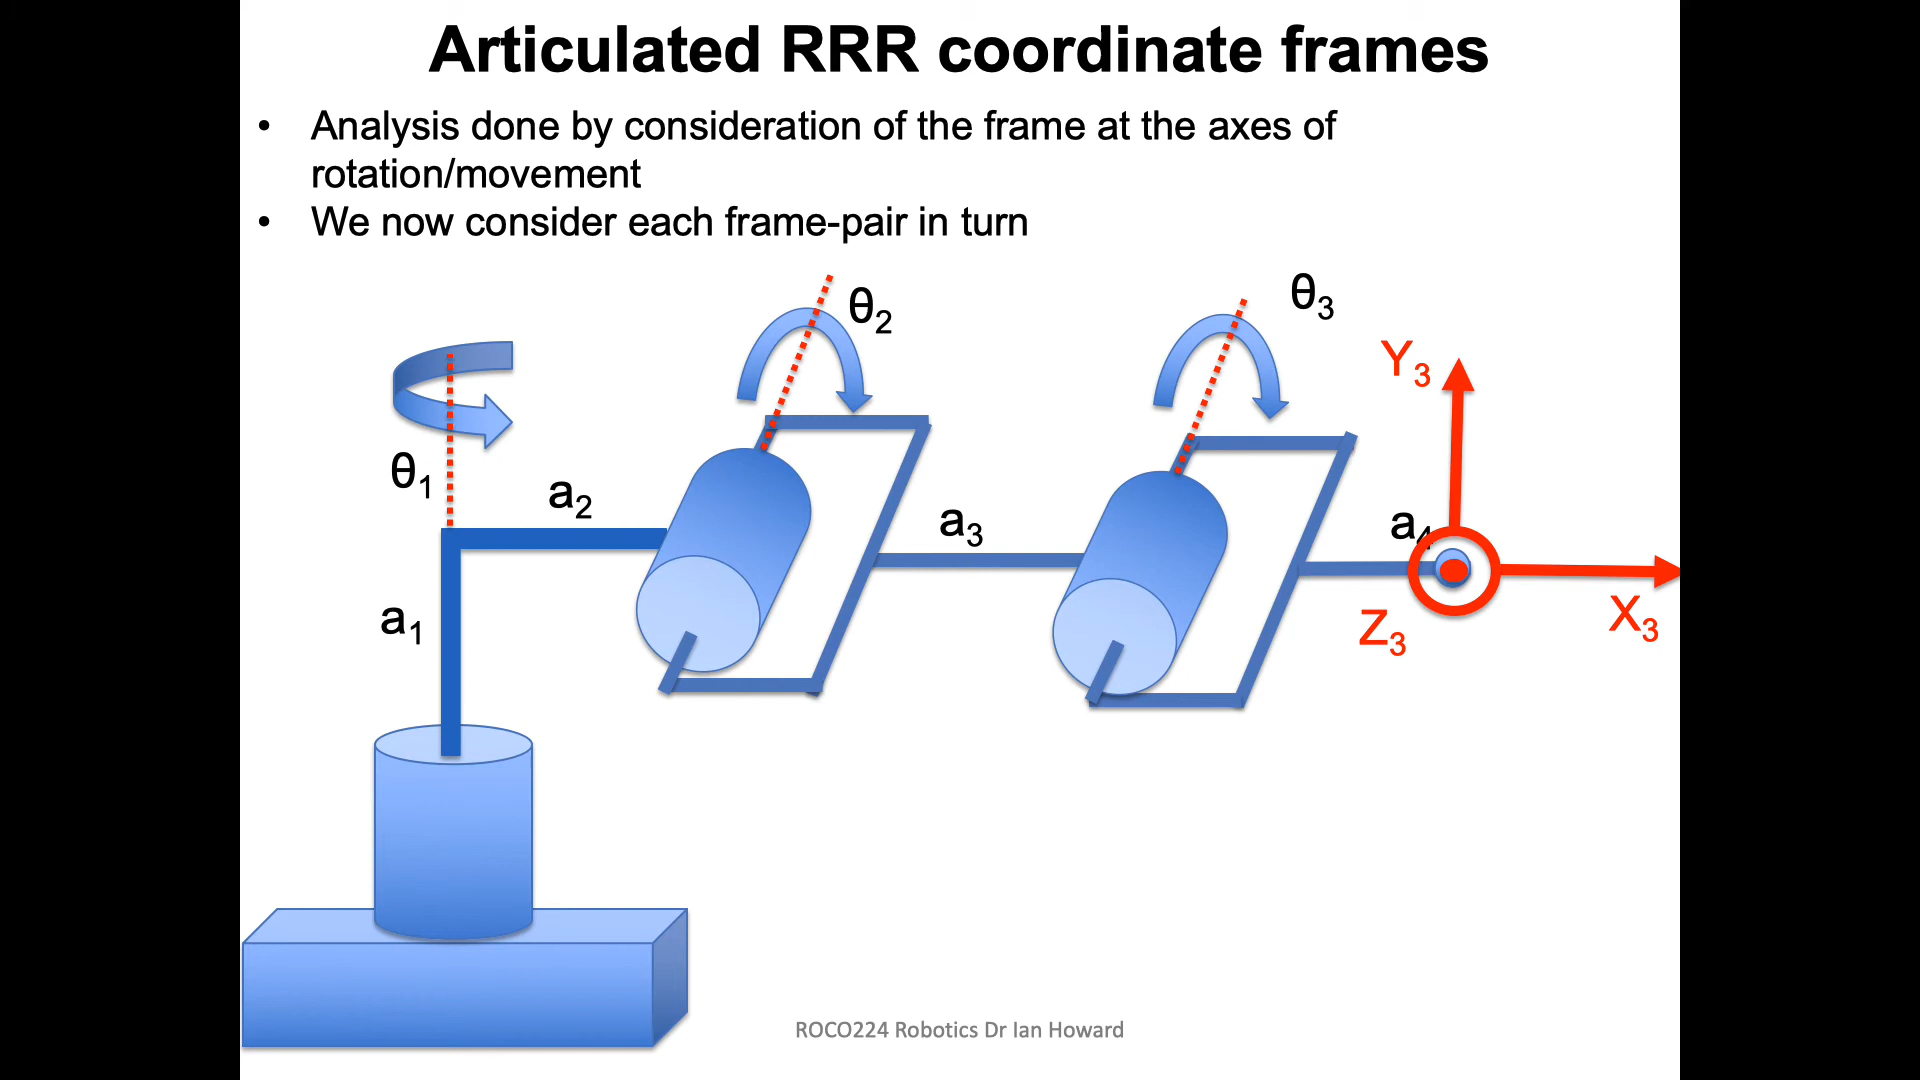 Articulated RRR coordinate frames
• Analysis done by consideration of the frame at the axes of
rotation/movement
• We now consider each frame-pair in turn
θ₂
θ₃
Y₃
θ₁
a₂
a₃
a₄
a₁
Z₃
X₃
ROCO224 Robotics Dr Ian Howard